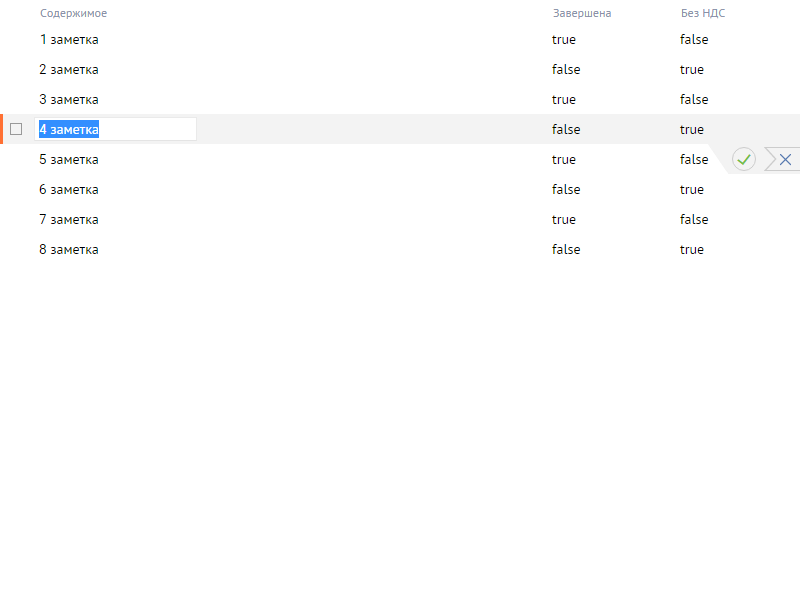 Содержимое Завершена Без НДС
1 заметка true false
2 заметка false true
3 заметка true false
4 заметка false true
5 заметка true false
6 заметка false true
7 заметка true false
8 заметка false true